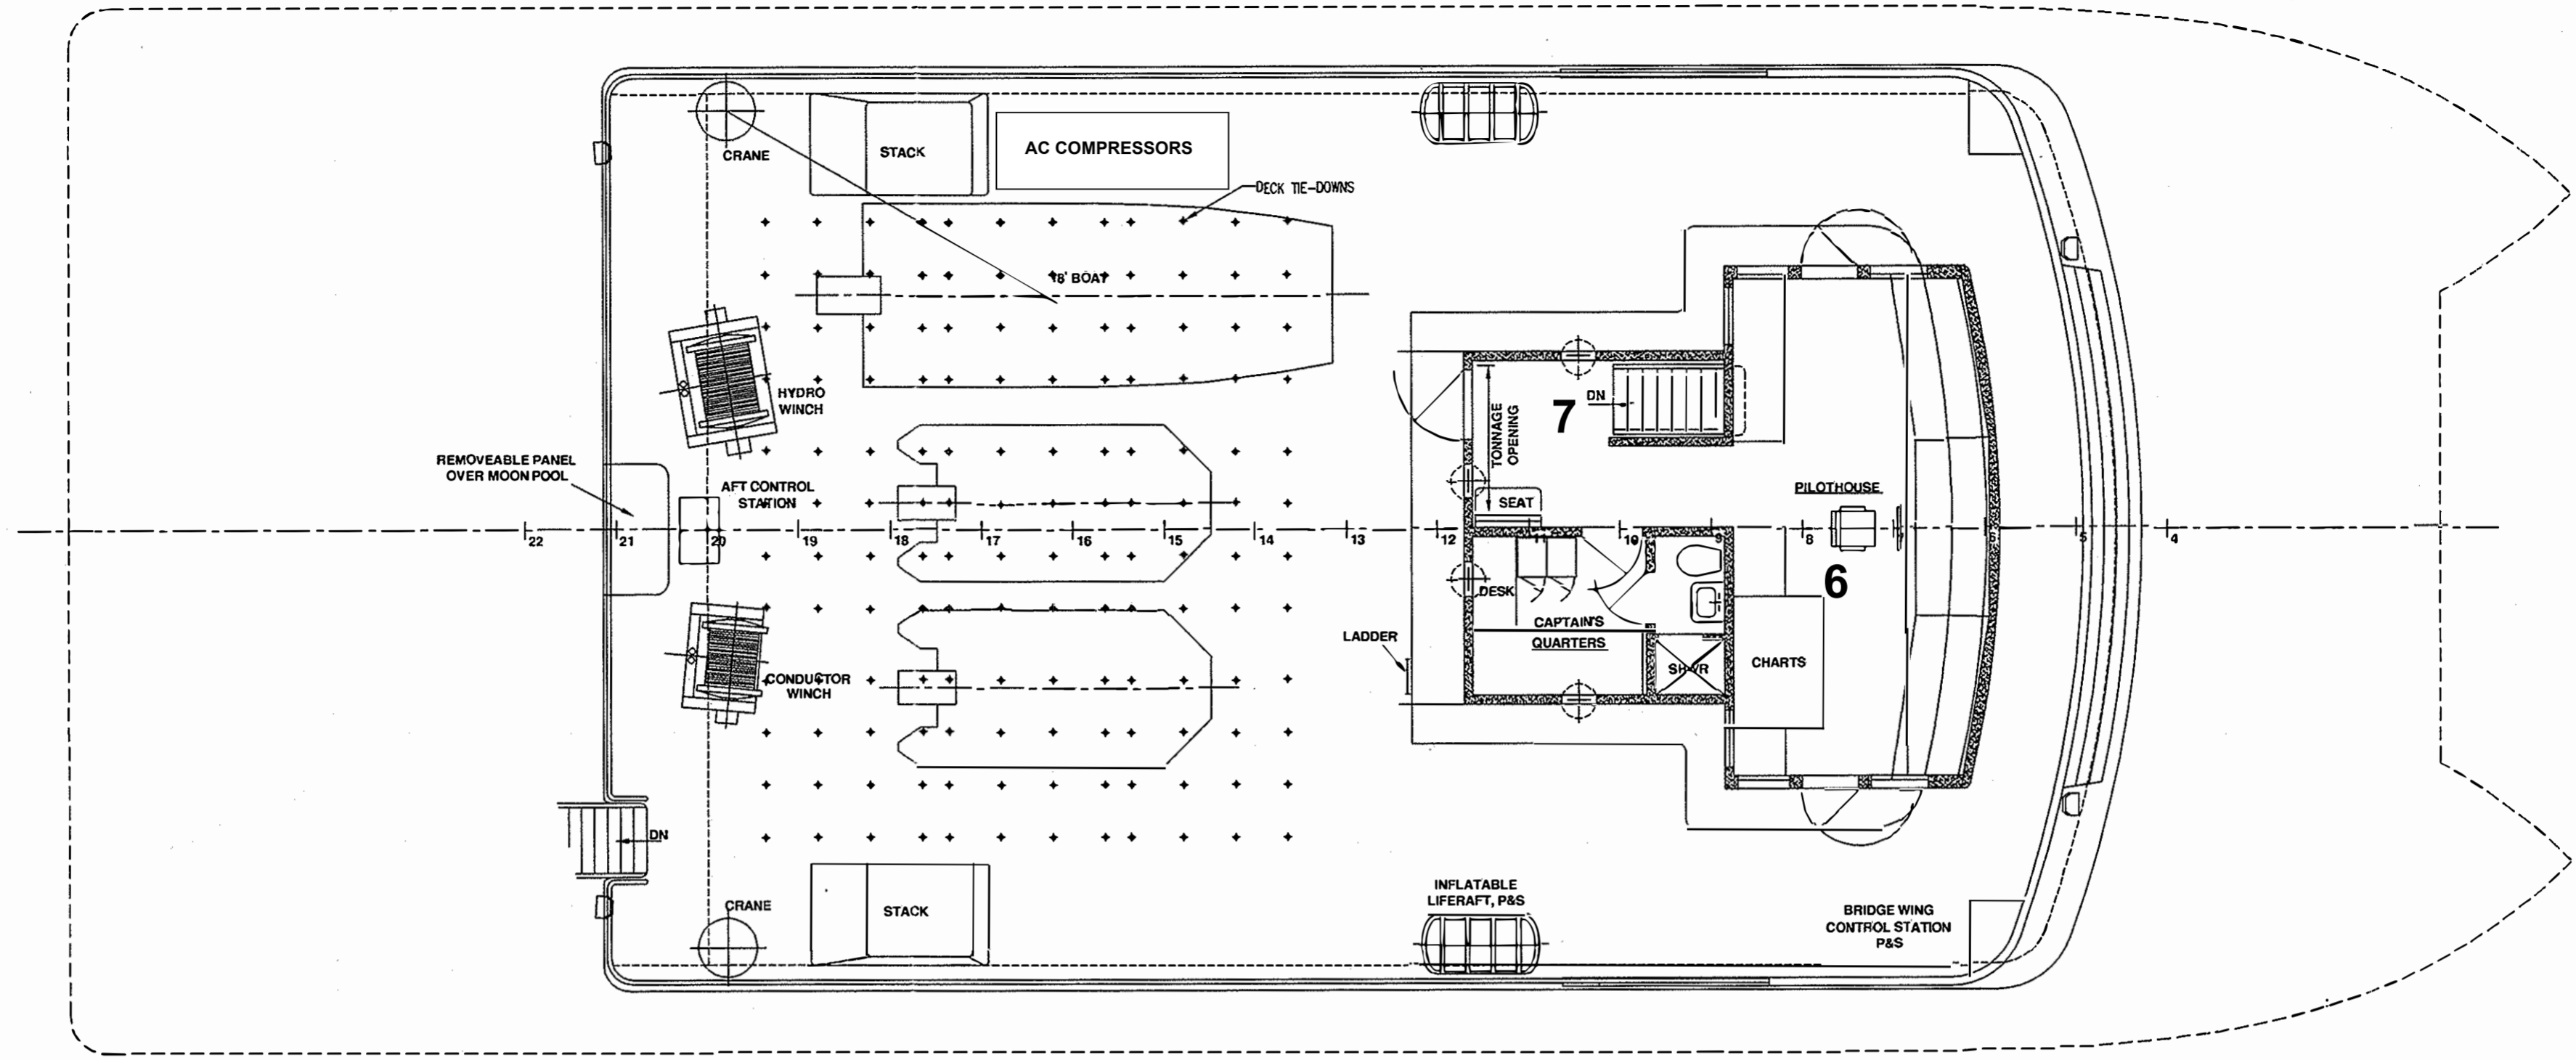 CRANE
STACK
AC COMPRESSORS
DECK TIE-DOWNS
18' BOAT
HYDRO
WINCH
REMOVEABLE PANEL
OVER MOON POOL
AFT CONTROL
STATION
22
21
20
19
18
17
16
15
14
13
12
11
10
9
8
7
6
5
4
TONNAGE
OPENING
7
DN
SEAT
PILOTHOUSE
6
DESK
CAPTAIN'S
QUARTERS
SHWR
CHARTS
LADDER
CONDUCTOR
WINCH
DN
CRANE
STACK
INFLATABLE
LIFERAFT, P&S
BRIDGE WING
CONTROL STATION
P&S